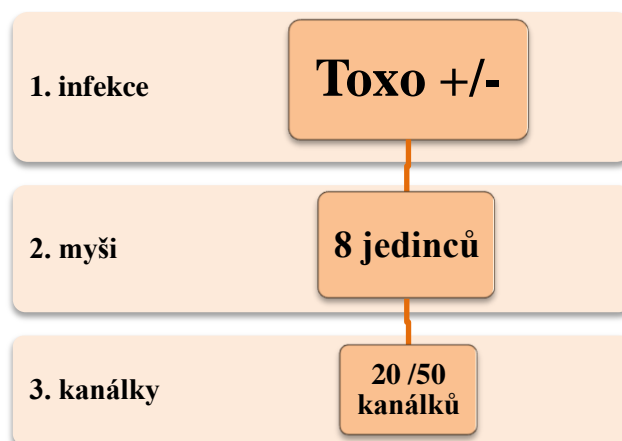 1. infekce
Toxo +/-
2. myši
8 jedinců
3. kanálky
20 /50
kanálků